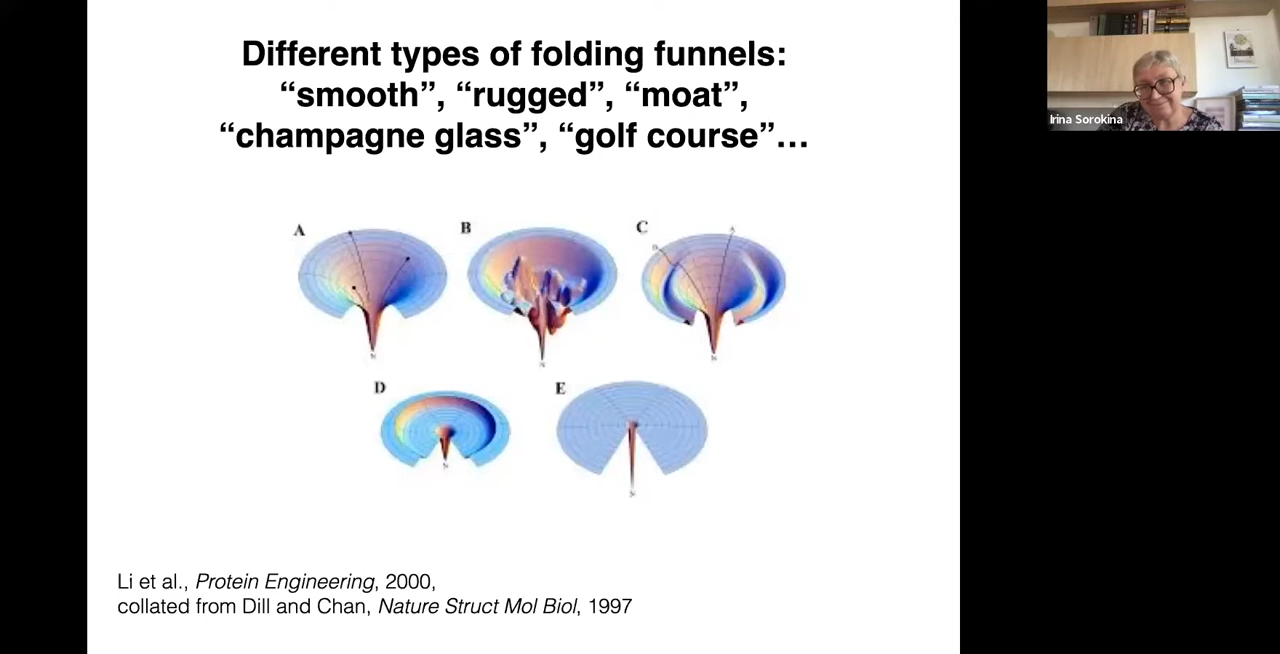 Different types of folding funnels:
“smooth”, “rugged”, “moat”,
“champagne glass”, “golf course”…
Irina Sorokina
A
B
C
A
N
N
N
D
E
N
N
Li et al., Protein Engineering, 2000,
collated from Dill and Chan, Nature Struct Mol Biol, 1997